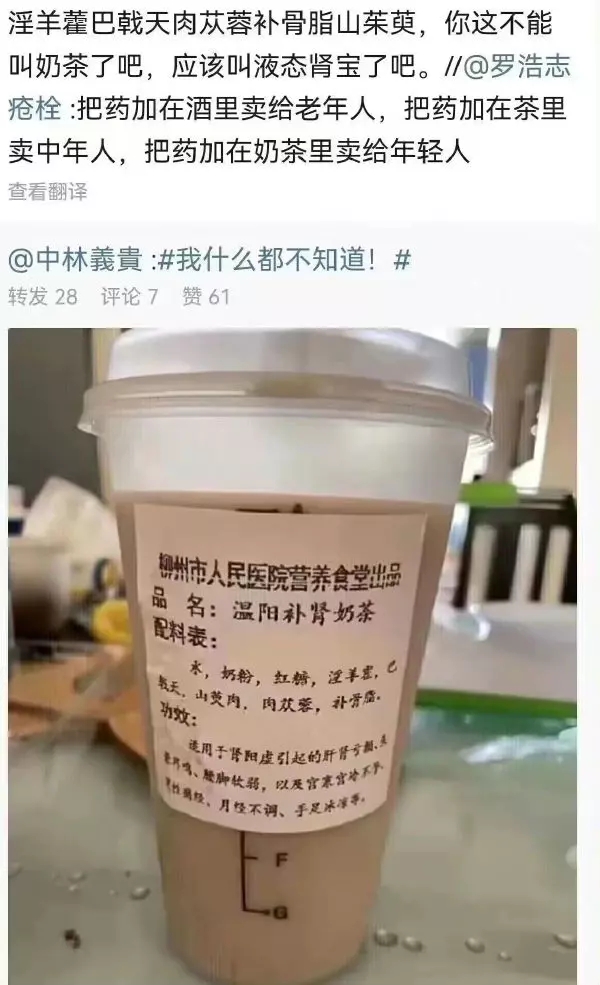 淫羊藿巴戟天肉苁蓉补骨脂山茱萸，你这不能
叫奶茶了吧，应该叫液态肾宝了吧。//@罗浩志
疮栓 :把药加在酒里卖给老年人，把药加在茶里
卖中年人，把药加在奶茶里卖给年轻人
查看翻译
@中林義貴 :#我什么都不知道！#
转发 28 评论 7 赞 61
柳州市人民医院营养食堂出品
品 名：温阳补肾奶茶
配料表：
水，奶粉，红糖，淫羊藿，巴
戟天，山萸肉，肉苁蓉，补骨脂。
功效：
适用于肾阳虚引起的肝肾亏损、头
晕耳鸣、腰脚软弱，以及宫寒宫冷不孕、
痛经、月经不调、手足冰凉等。
F
G